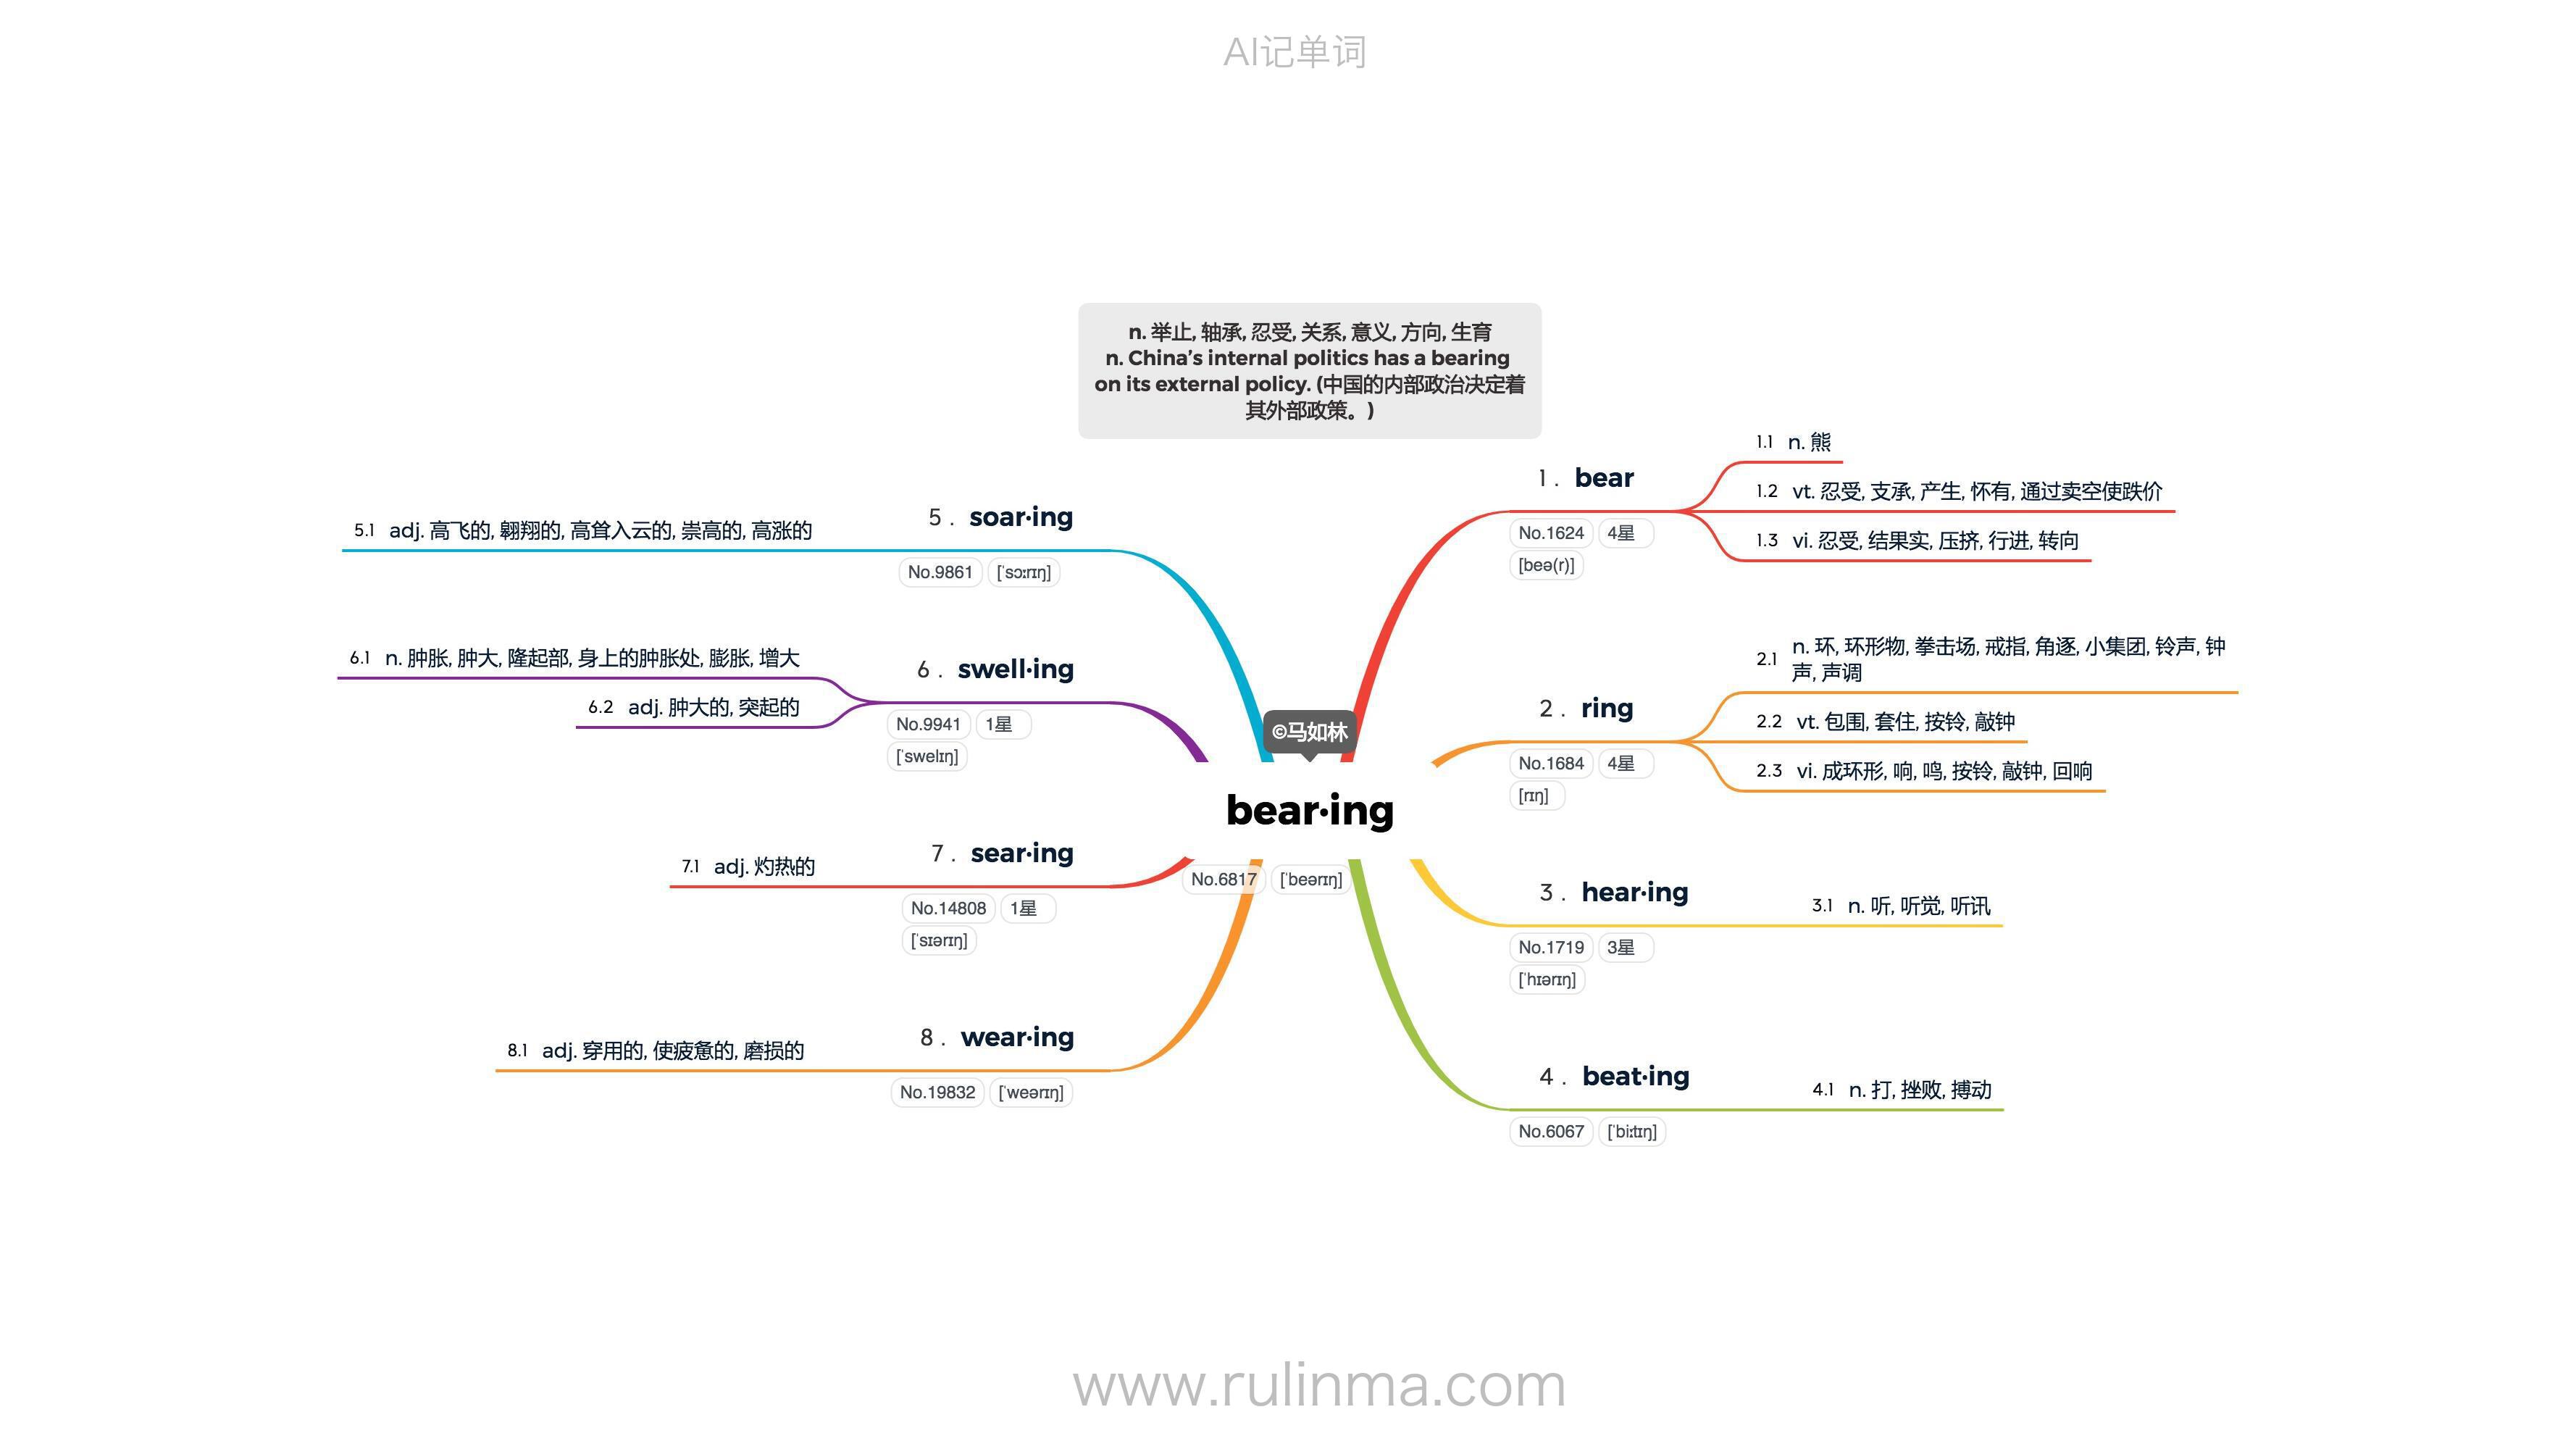 AI记单词
n. 举止, 轴承, 忍受, 关系, 意义, 方向, 生育
n. China’s internal politics has a bearing
on its external policy. (中国的内部政治决定着
其外部政策。)
©马如林
bear·ing
No.6817 [ˈbeərɪŋ]
1 . bear
No.1624 4星
[beə(r)]
1.1 n. 熊
1.2 vt. 忍受, 支承, 产生, 怀有, 通过卖空使跌价
1.3 vi. 忍受, 结果实, 压挤, 行进, 转向
2 . ring
No.1684 4星
[rɪŋ]
2.1 n. 环, 环形物, 拳击场, 戒指, 角逐, 小集团, 铃声, 钟
声, 声调
2.2 vt. 包围, 套住, 按铃, 敲钟
2.3 vi. 成环形, 响, 鸣, 按铃, 敲钟, 回响
3 . hear·ing
No.1719 3星
[ˈhɪərɪŋ]
3.1 n. 听, 听觉, 听讯
4 . beat·ing
No.6067 [ˈbiːtɪŋ]
4.1 n. 打, 挫败, 搏动
5 . soar·ing
No.9861 [ˈsɔːrɪŋ]
5.1 adj. 高飞的, 翱翔的, 高耸入云的, 崇高的, 高涨的
6 . swell·ing
No.9941 1星
[ˈswelɪŋ]
6.1 n. 肿胀, 肿大, 隆起部, 身上的肿胀处, 膨胀, 增大
6.2 adj. 肿大的, 突起的
7 . sear·ing
No.14808 1星
[ˈsɪərɪŋ]
7.1 adj. 灼热的
8 . wear·ing
No.19832 [ˈweərɪŋ]
8.1 adj. 穿用的, 使疲惫的, 磨损的
www.rulinma.com